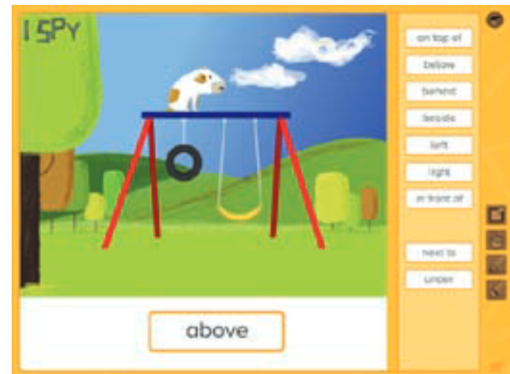 I SPY
on top of
below
behind
beside
left
right
in front of
next to
under
above